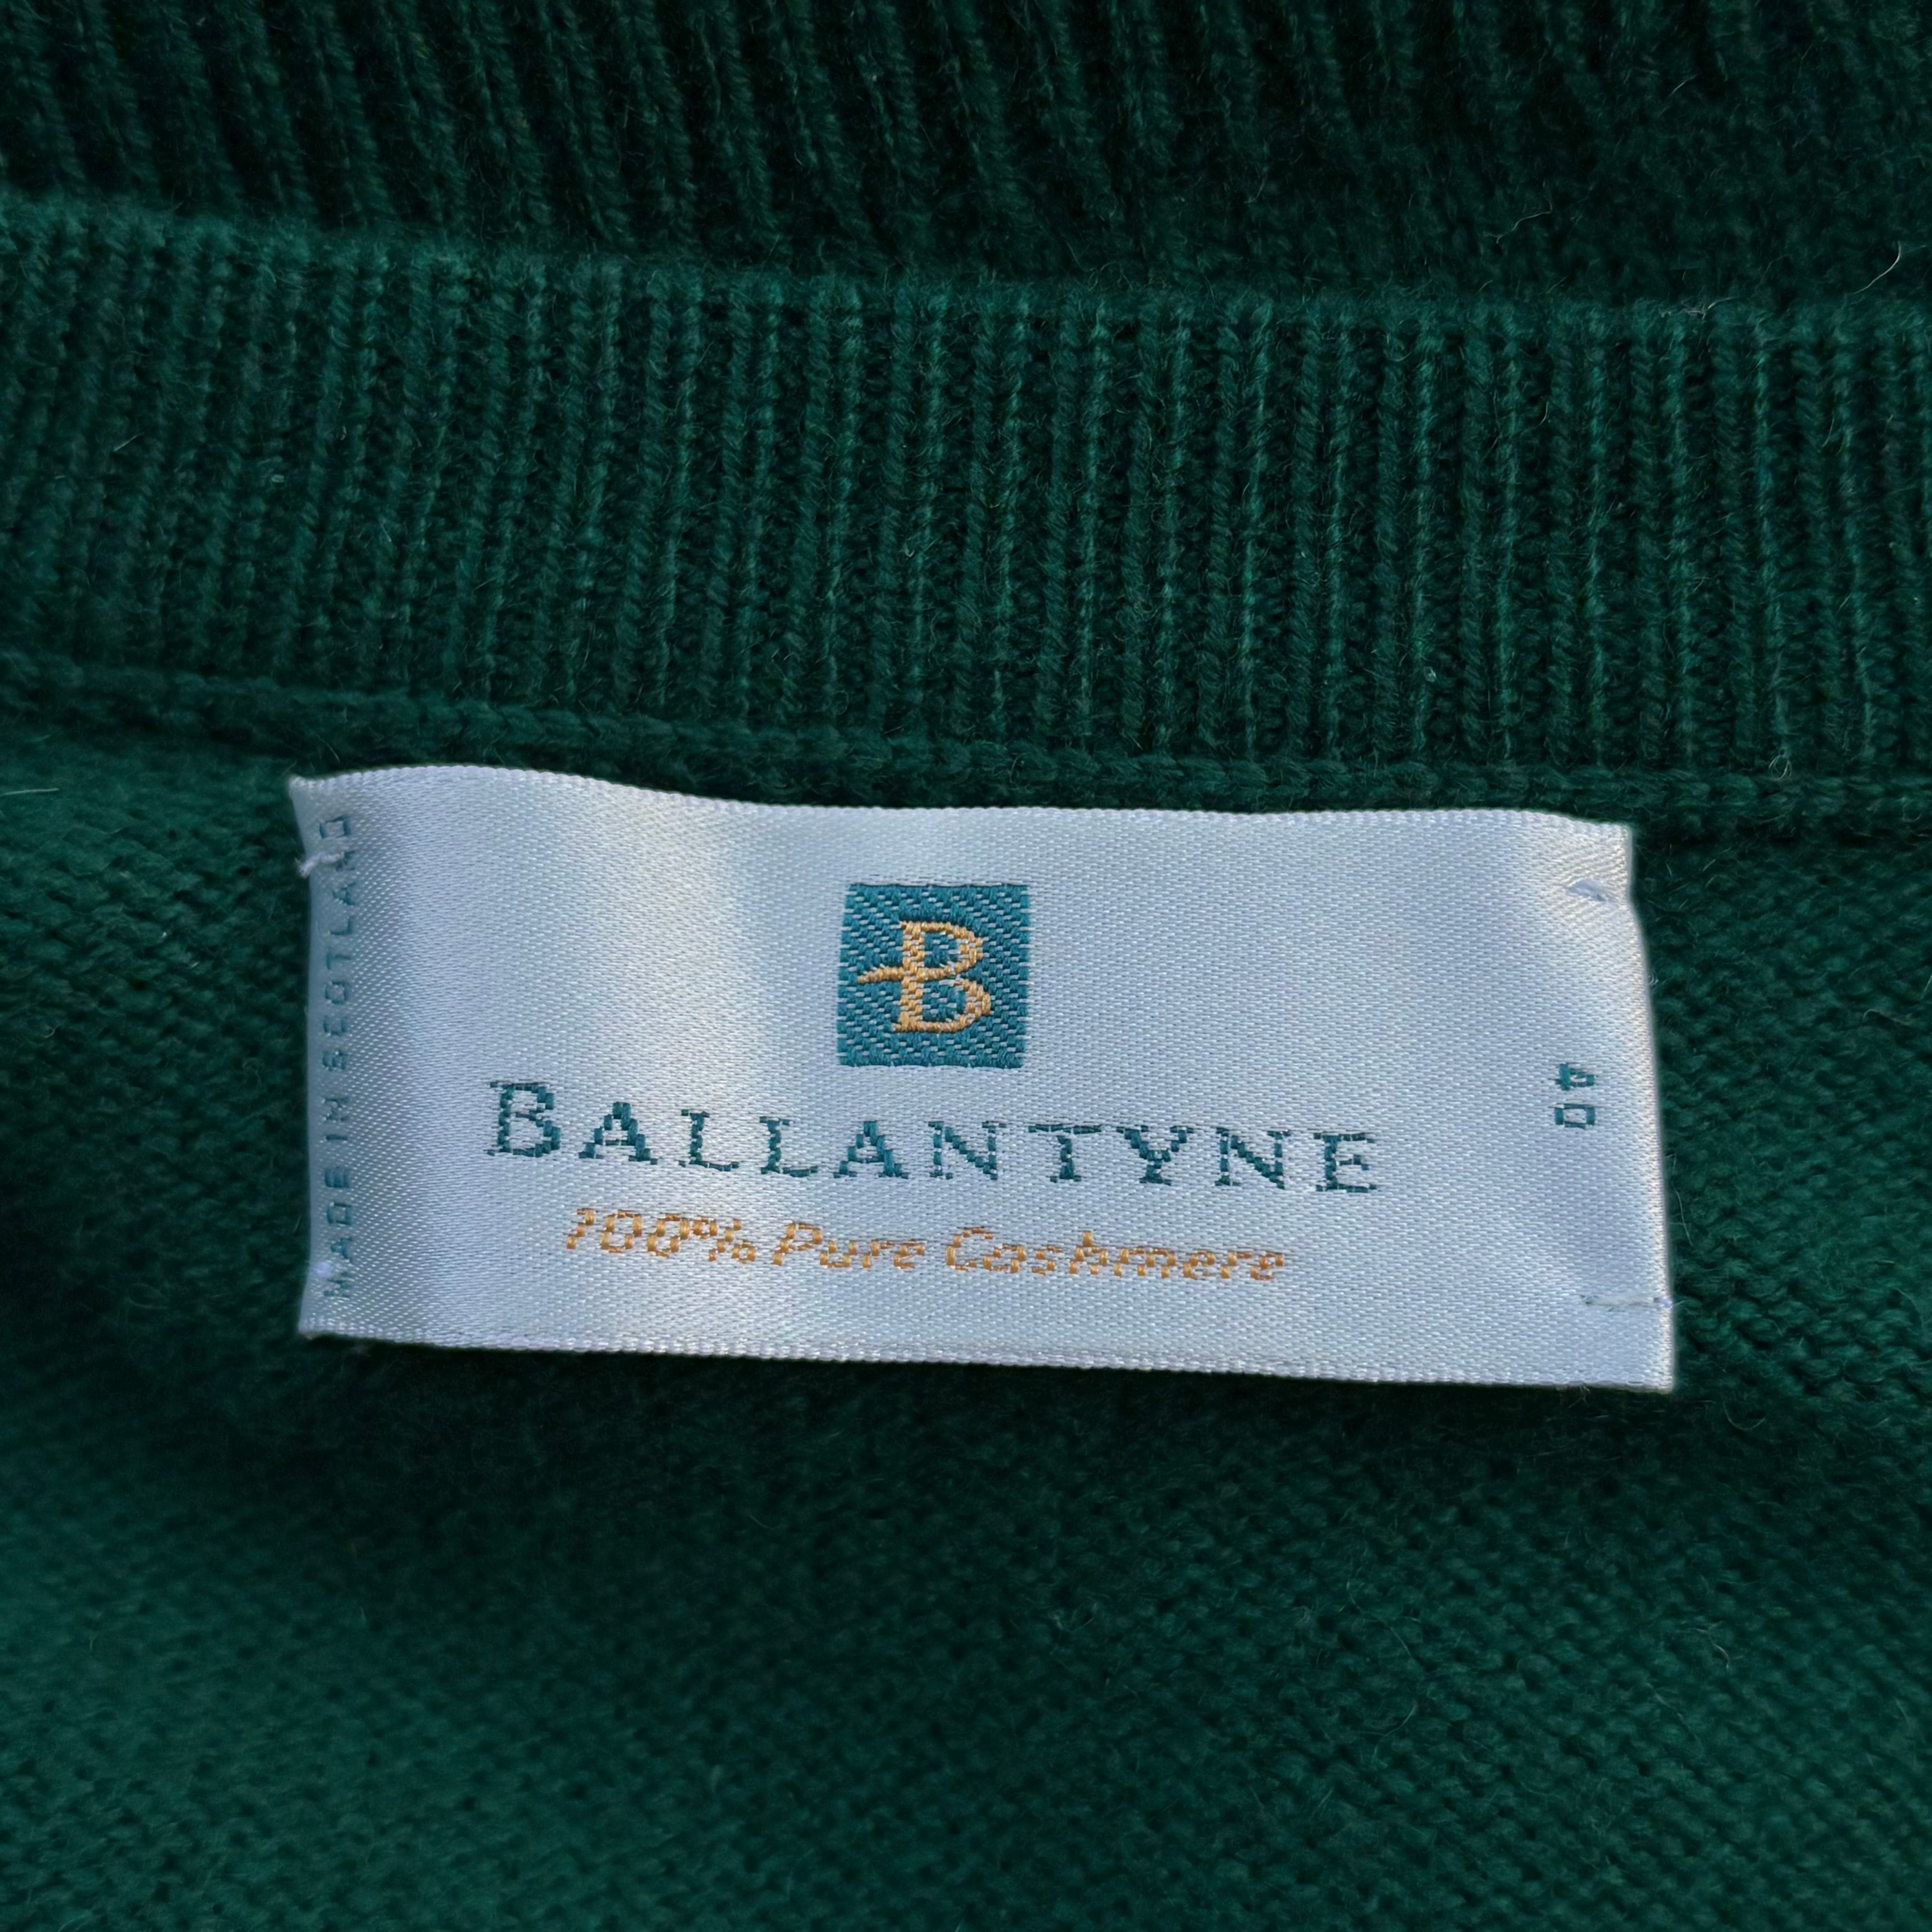 MADE IN SCOTLAND
B
BALLANTYNE
100% Pure Cashmere
40